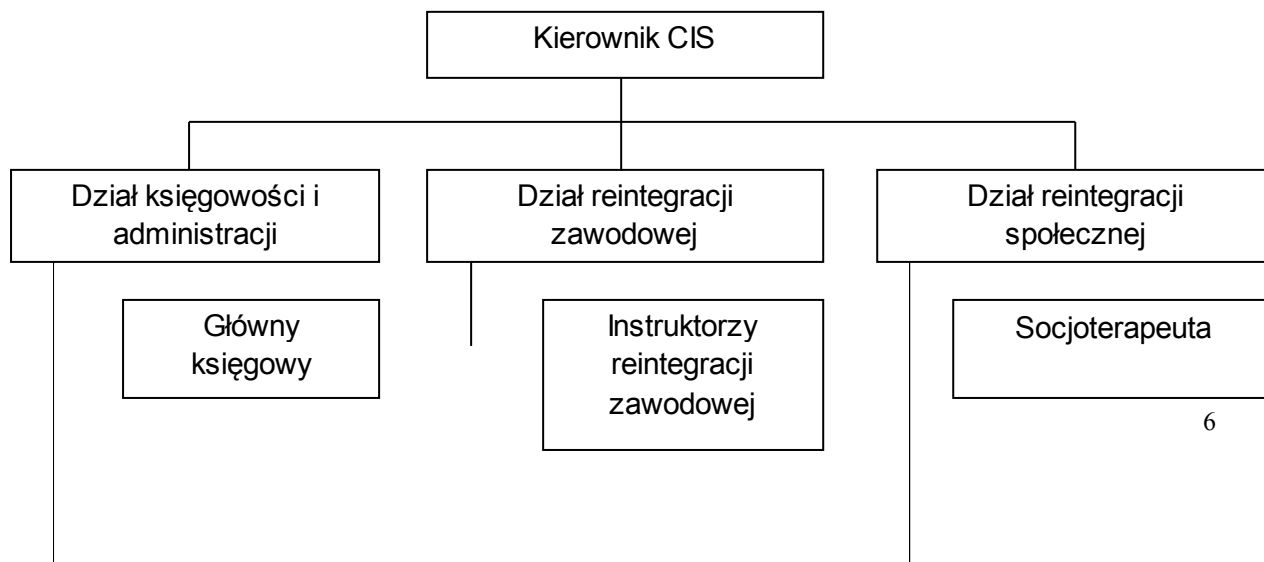 Kierownik CIS
Dział księgowości i
administracji
Dział reintegracji
zawodowej
Dział reintegracji
społecznej
Główny
księgowy
Instruktorzy
reintegracji
zawodowej
Socjoterapeuta
6